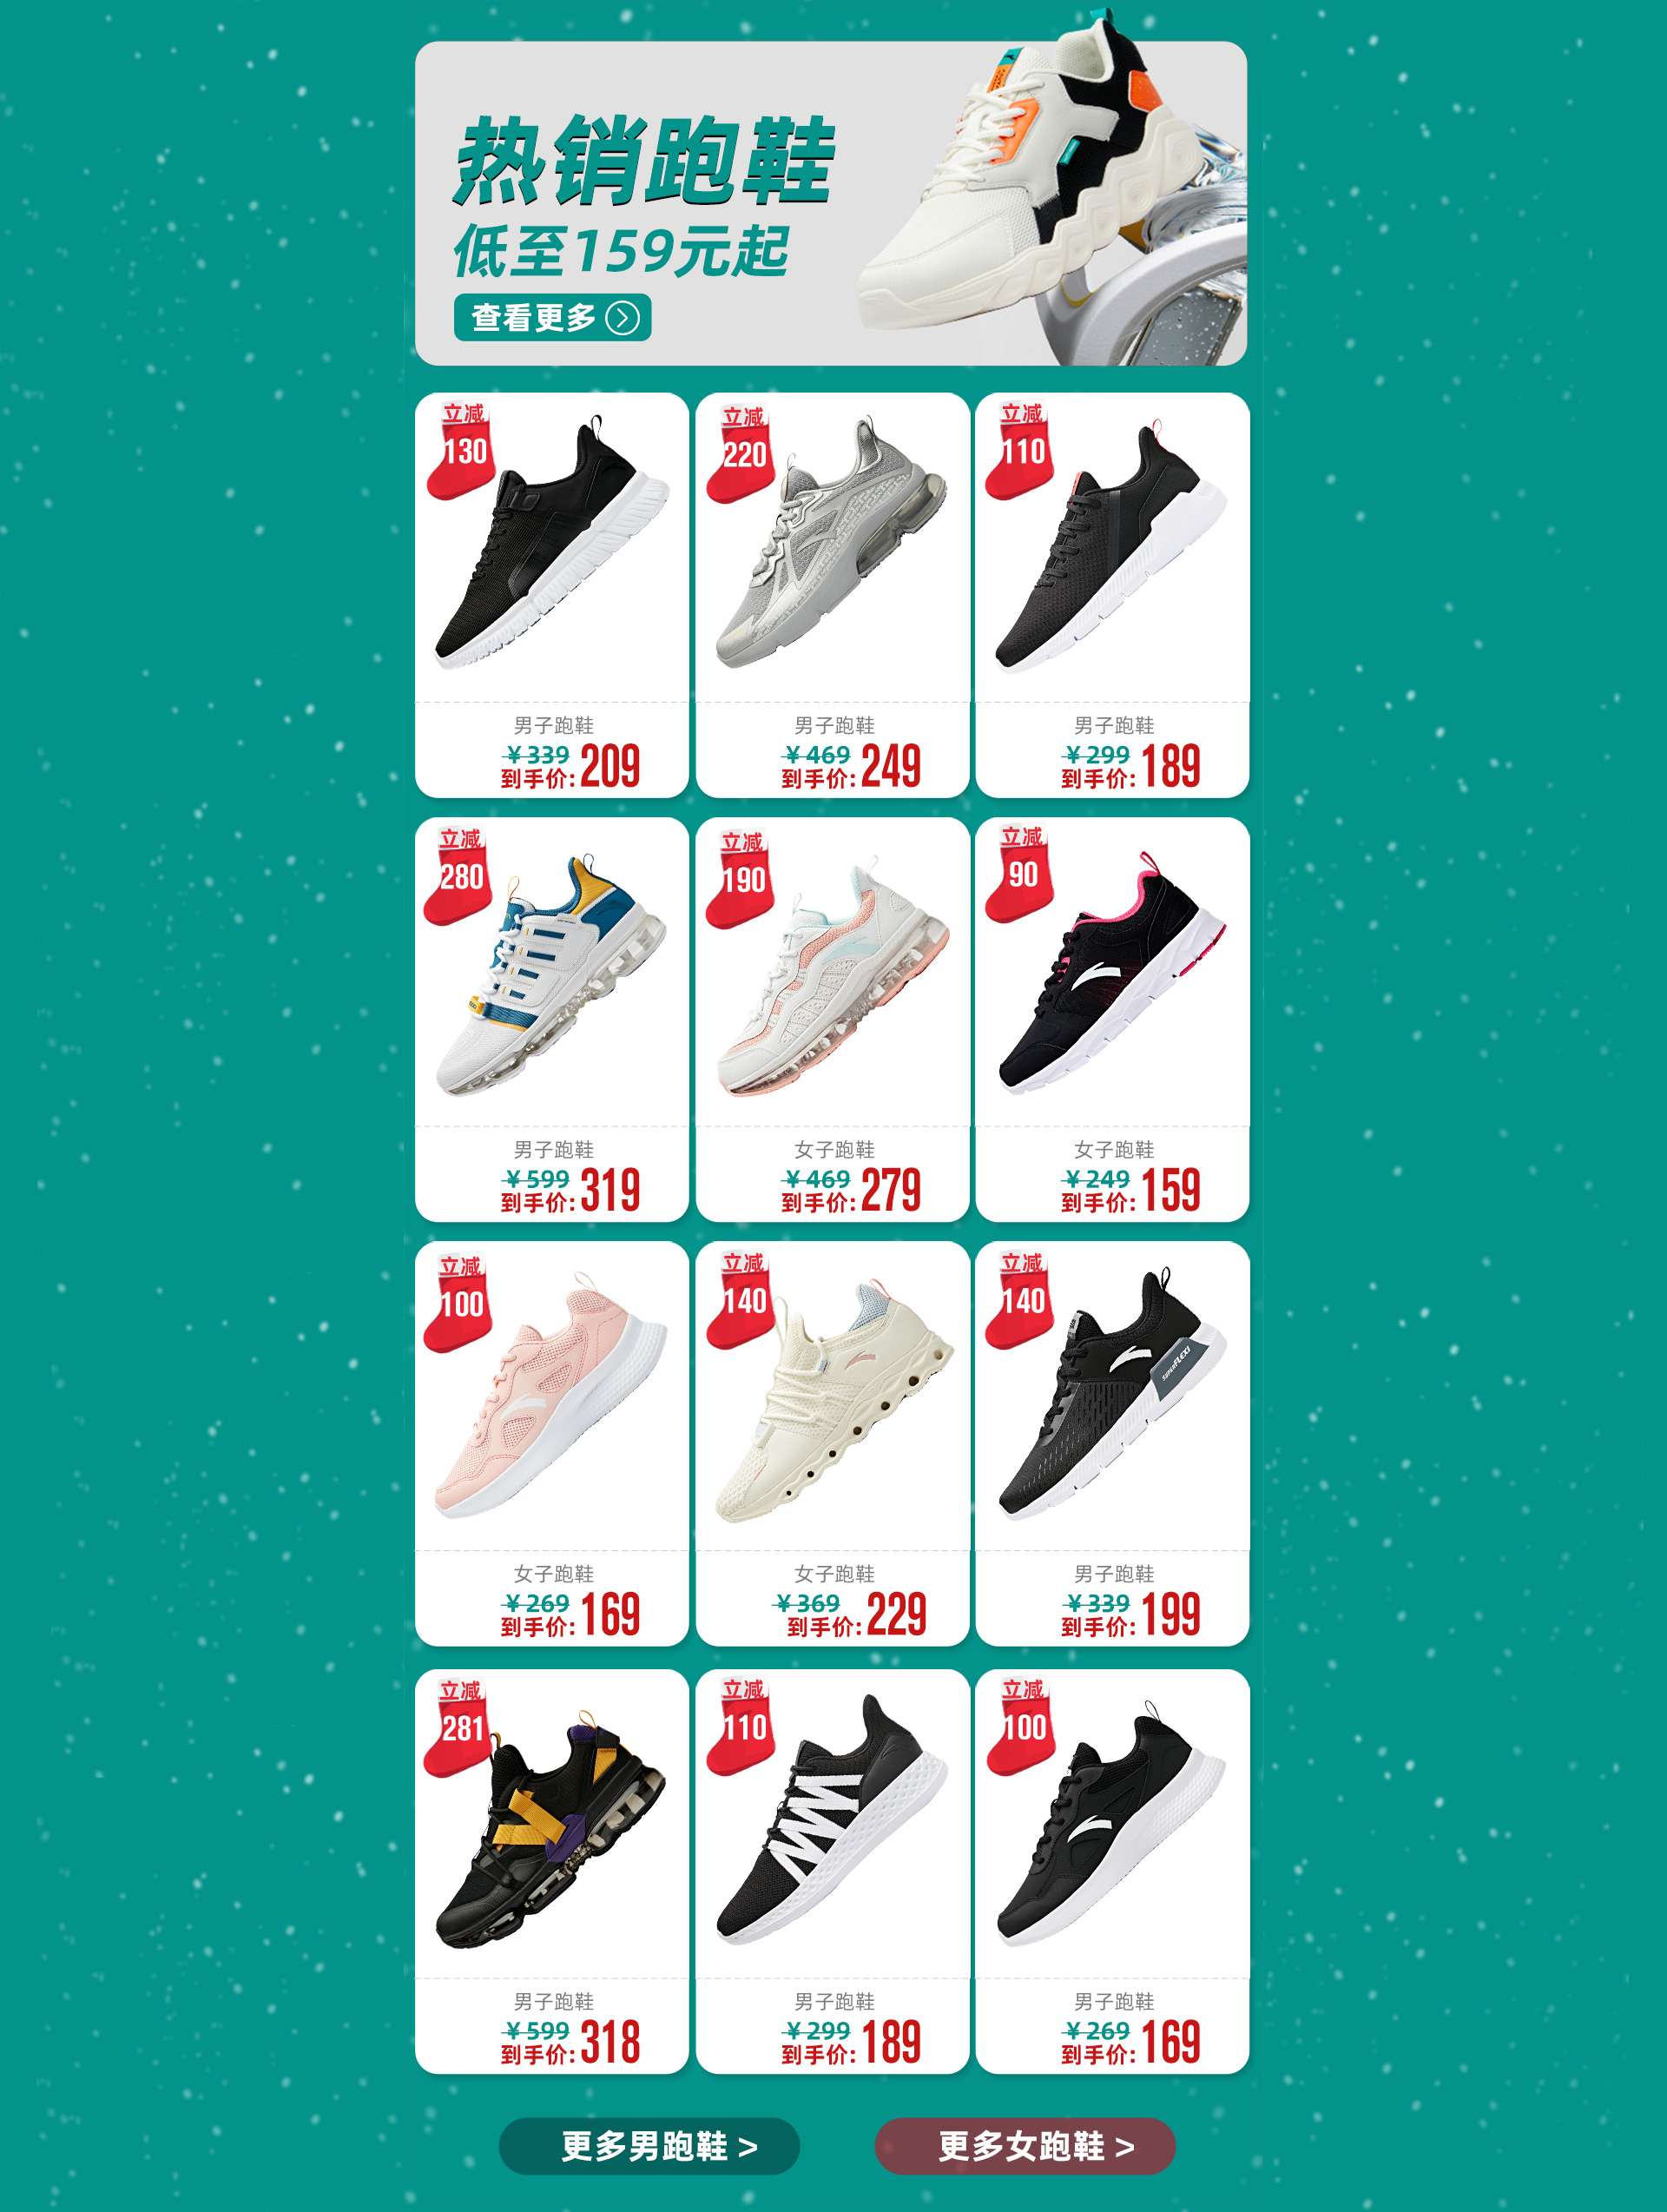 热销跑鞋
低至159元起
查看更多
立减
130
男子跑鞋
￥339
到手价:209
立减
220
男子跑鞋
￥469
到手价:249
立减
110
男子跑鞋
￥299
到手价:189
立减
280
男子跑鞋
￥599
到手价:319
立减
190
女子跑鞋
￥469
到手价:279
立减
90
女子跑鞋
￥249
到手价:159
立减
100
女子跑鞋
￥269
到手价:169
立减
140
女子跑鞋
￥369
到手价:229
立减
140
SUPERFLEXI
男子跑鞋
￥339
到手价:199
立减
281
男子跑鞋
￥599
到手价:318
立减
110
男子跑鞋
￥299
到手价:189
立减
100
男子跑鞋
￥269
到手价:169
更多男跑鞋 >
更多女跑鞋 >